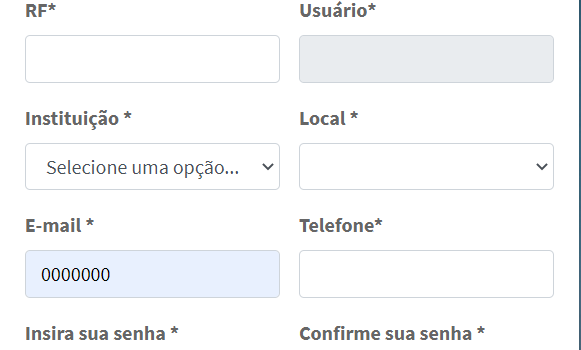 RF*
Usuário*
Instituição *
Local *
Selecione uma opção...
E-mail *
Telefone*
0000000
Insira sua senha *
Confirme sua senha *